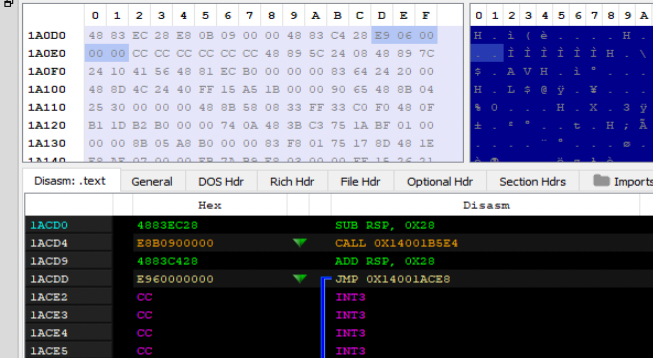 0 1 2 3 4 5 6 7 8 9 A B C D E F 0 1 2 3 4 5 6 7 8 9 A
1A0D0 48 83 EC 28 E8 0B 09 00 00 48 83 C4 28 E9 06 00 H . ì ( è . . . . H .
1A0E0 00 00 CC CC CC CC CC CC 48 89 5C 24 08 48 89 7C . . Ì Ì Ì Ì Ì Ì H . \
1A0F0 24 10 41 56 48 81 EC B0 00 00 00 83 64 24 20 00 $ . A V H . ì ° . . .
1A100 48 8D 4C 24 40 FF 15 A5 1B 00 00 90 65 48 8B 04 H . L $ @ ÿ . ¥ . . .
1A110 25 30 00 00 00 48 8B 58 08 33 FF 33 C0 F0 48 0F % 0 . . . H . X . 3 ÿ
1A120 B1 1D B2 B0 00 00 74 0A 48 3B C3 75 1A BF 01 00 ± . ² ° . . t . H ; Ã
1A130 00 00 8B 05 A8 B0 00 00 83 F8 01 75 17 8D 48 1E . . . . ¨ ° . . . ø .
1A140
Disasm: .text General DOS Hdr Rich Hdr File Hdr Optional Hdr Section Hdrs Imports
Hex Disasm
1ACD0 4883EC28 SUB RSP, 0X28
1ACD4 E8B0900000 CALL 0X14001B5E4
1ACD9 4883C428 ADD RSP, 0X28
1ACDD E960000000 JMP 0X14001ACE8
1ACE2 CC INT3
1ACE3 CC INT3
1ACE4 CC INT3
1ACE5 CC INT3